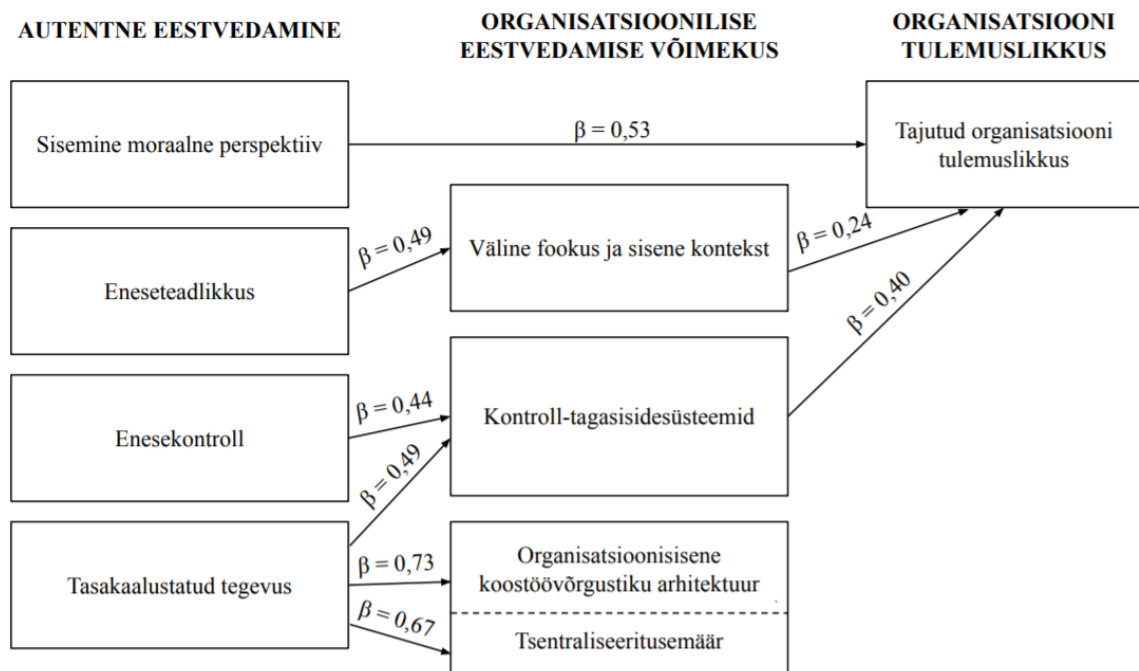 AUTENTNE EESTVEDAMINE
ORGANISATSIOONILISE
EESTVEDAMISE VÕIMEKUS
ORGANISATSIOONI
TULEMUSLIKKUS
Sisemine moraalne perspektiiv
β = 0,53
Tajutud organisatsiooni
tulemuslikkus
Eneseteadlikkus
β = 0,49
Väline fookus ja sisene kontekst
β = 0,24
β = 0,40
Enesekontroll
β = 0,44
β = 0,49
Kontroll-tagasisidesüsteemid
Tasakaalustatud tegevus
β = 0,73
β = 0,67
Organisatsioonisisene
koostöövõrgustiku arhitektuur
Tsentraliseeritusemäär